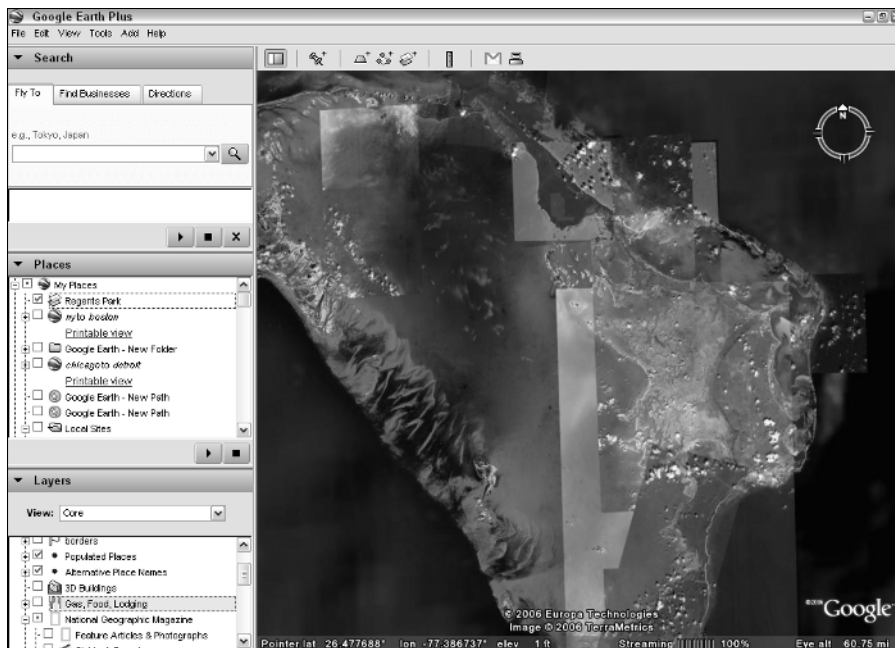 Google Earth Plus
File Edit View Tools Add Help
Search
Fly To Find Businesses Directions
e.g., Tokyo, Japan
Places
My Places
Regents Park
ny to boston
Printable view
Google Earth - New Folder
chicago to detroit
Printable view
Google Earth - New Path
Google Earth - New Path
Local Sites
Layers
View: Core
borders
Populated Places
Alternative Place Names
3D Buildings
Gas, Food, Lodging
National Geographic Magazine
Feature Articles & Photographs
N
© 2006 Europa Technologies
Image © 2006 TerraMetrics
Google
Pointer lat 26.477688° lon -77.386737° elev 1 ft Streaming |||||||||| 100% Eye alt 60.75 mi